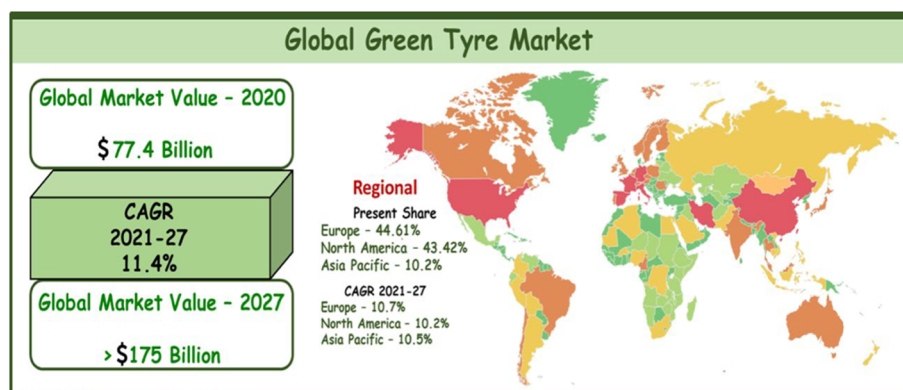 Global Green Tyre Market
Global Market Value - 2020
$ 77.4 Billion
CAGR
2021-27
11.4%
Global Market Value - 2027
> $175 Billion
Regional
Present Share
Europe - 44.61%
North America - 43.42%
Asia Pacific - 10.2%
CAGR 2021-27
Europe - 10.7%
North America - 10.2%
Asia Pacific - 10.5%